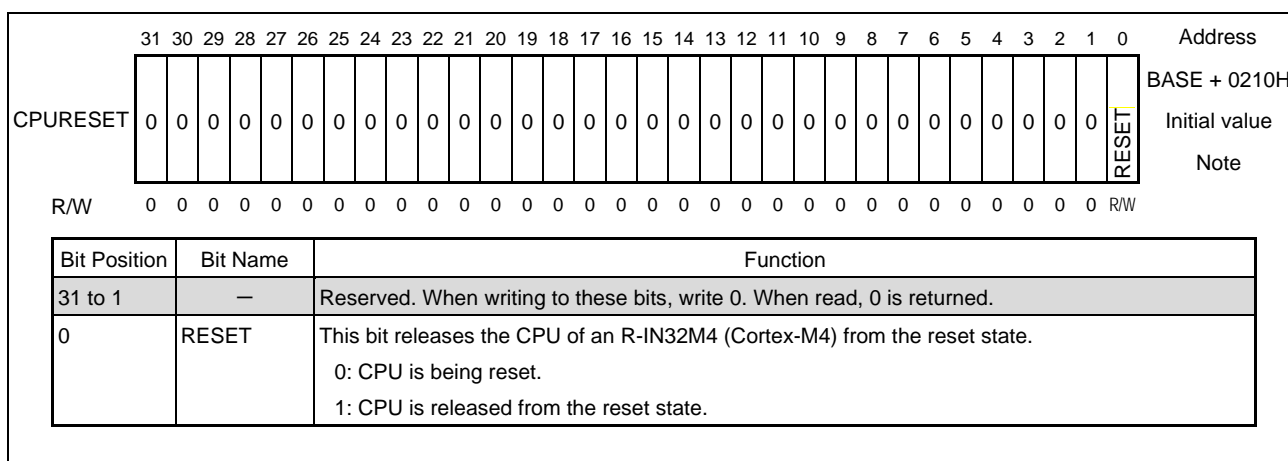 31 30 29 28 27 26 25 24 23 22 21 20 19 18 17 16 15 14 13 12 11 10 9 8 7 6 5 4 3 2 1 0 Address
BASE + 0210H
CPURESET 0 0 0 0 0 0 0 0 0 0 0 0 0 0 0 0 0 0 0 0 0 0 0 0 0 0 0 0 0 0 0 RESET Initial value
Note
R/W 0 0 0 0 0 0 0 0 0 0 0 0 0 0 0 0 0 0 0 0 0 0 0 0 0 0 0 0 0 0 0 R/W
Bit Position Bit Name Function
31 to 1 — Reserved. When writing to these bits, write 0. When read, 0 is returned.
0 RESET This bit releases the CPU of an R-IN32M4 (Cortex-M4) from the reset state.
0: CPU is being reset.
1: CPU is released from the reset state.